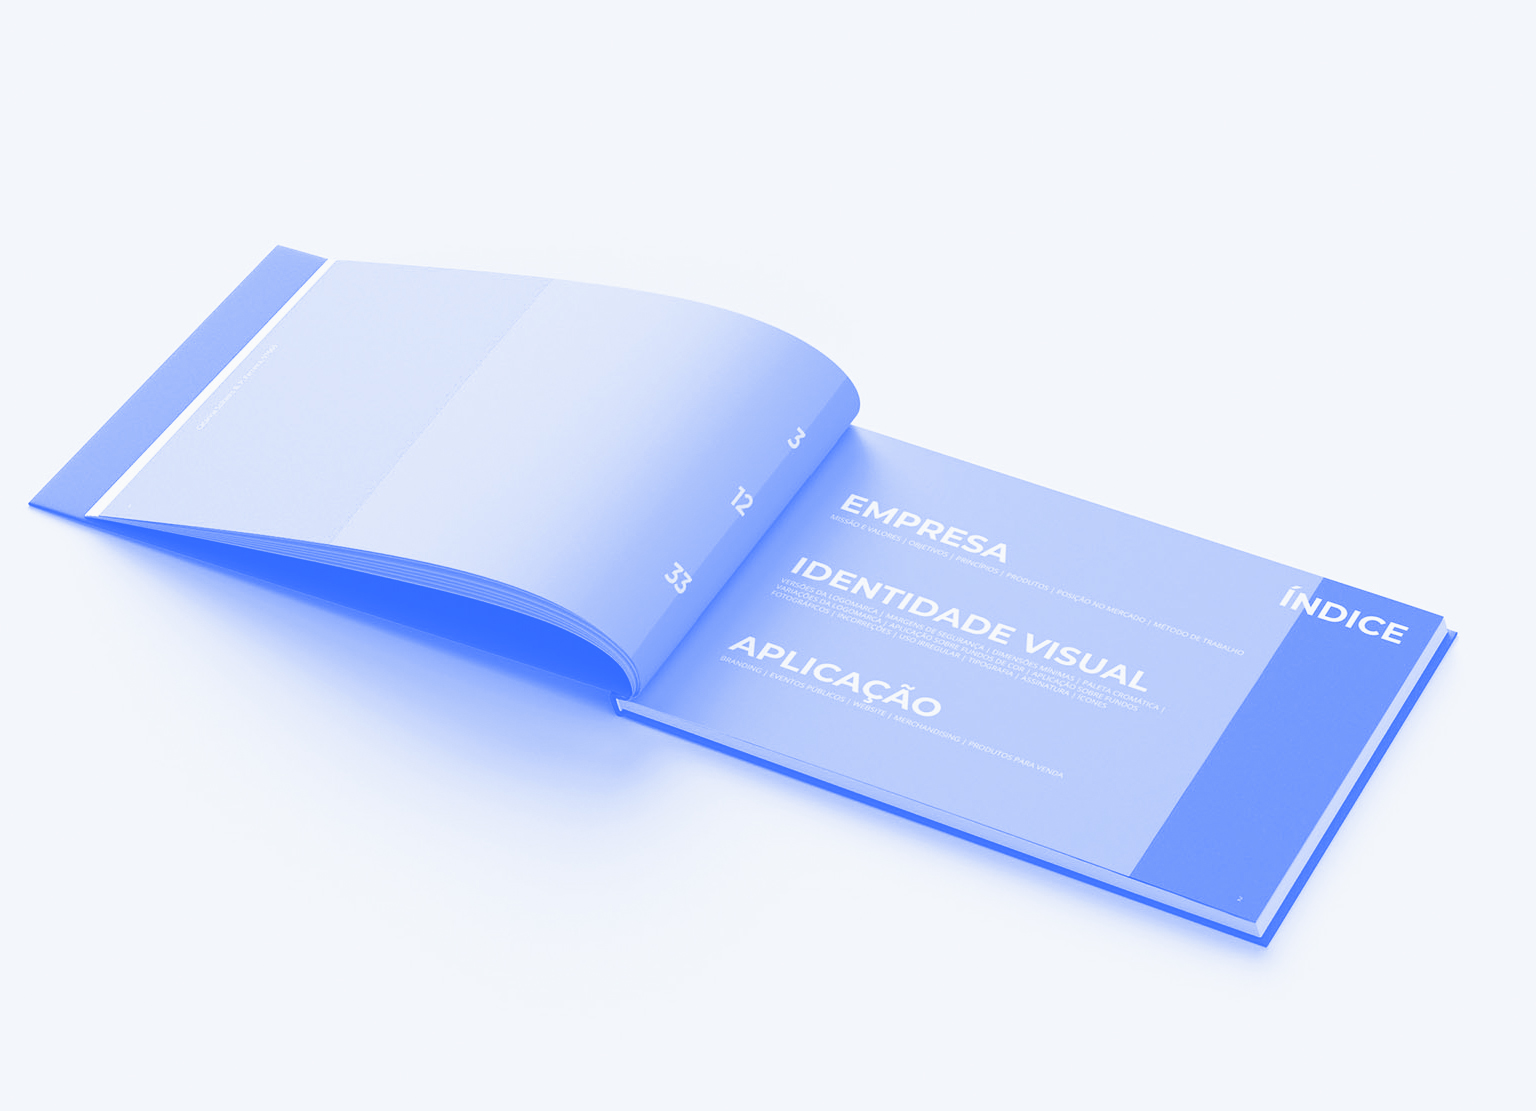 3
12
33
ÍNDICE
EMPRESA
MISSÃO E VALORES | OBJETIVOS | PRINCÍPIOS | PRODUTOS | POSIÇÃO NO MERCADO | MÉTODO DE TRABALHO
IDENTIDADE VISUAL
VERSÕES DA LOGOMARCA | MARGENS DE SEGURANÇA | DIMENSÕES MÍNIMAS | PALETA CROMÁTICA |
VARIAÇÕES DA LOGOMARCA | APLICAÇÃO SOBRE FUNDOS DE COR | APLICAÇÃO SOBRE FUNDOS
FOTOGRÁFICOS | INCORREÇÕES | USO IRREGULAR | TIPOGRAFIA | ASSINATURA | ÍCONES
APLICAÇÃO
BRANDING | EVENTOS PÚBLICOS | WEBSITE | MERCHANDISING | PRODUTOS PARA VENDA
2